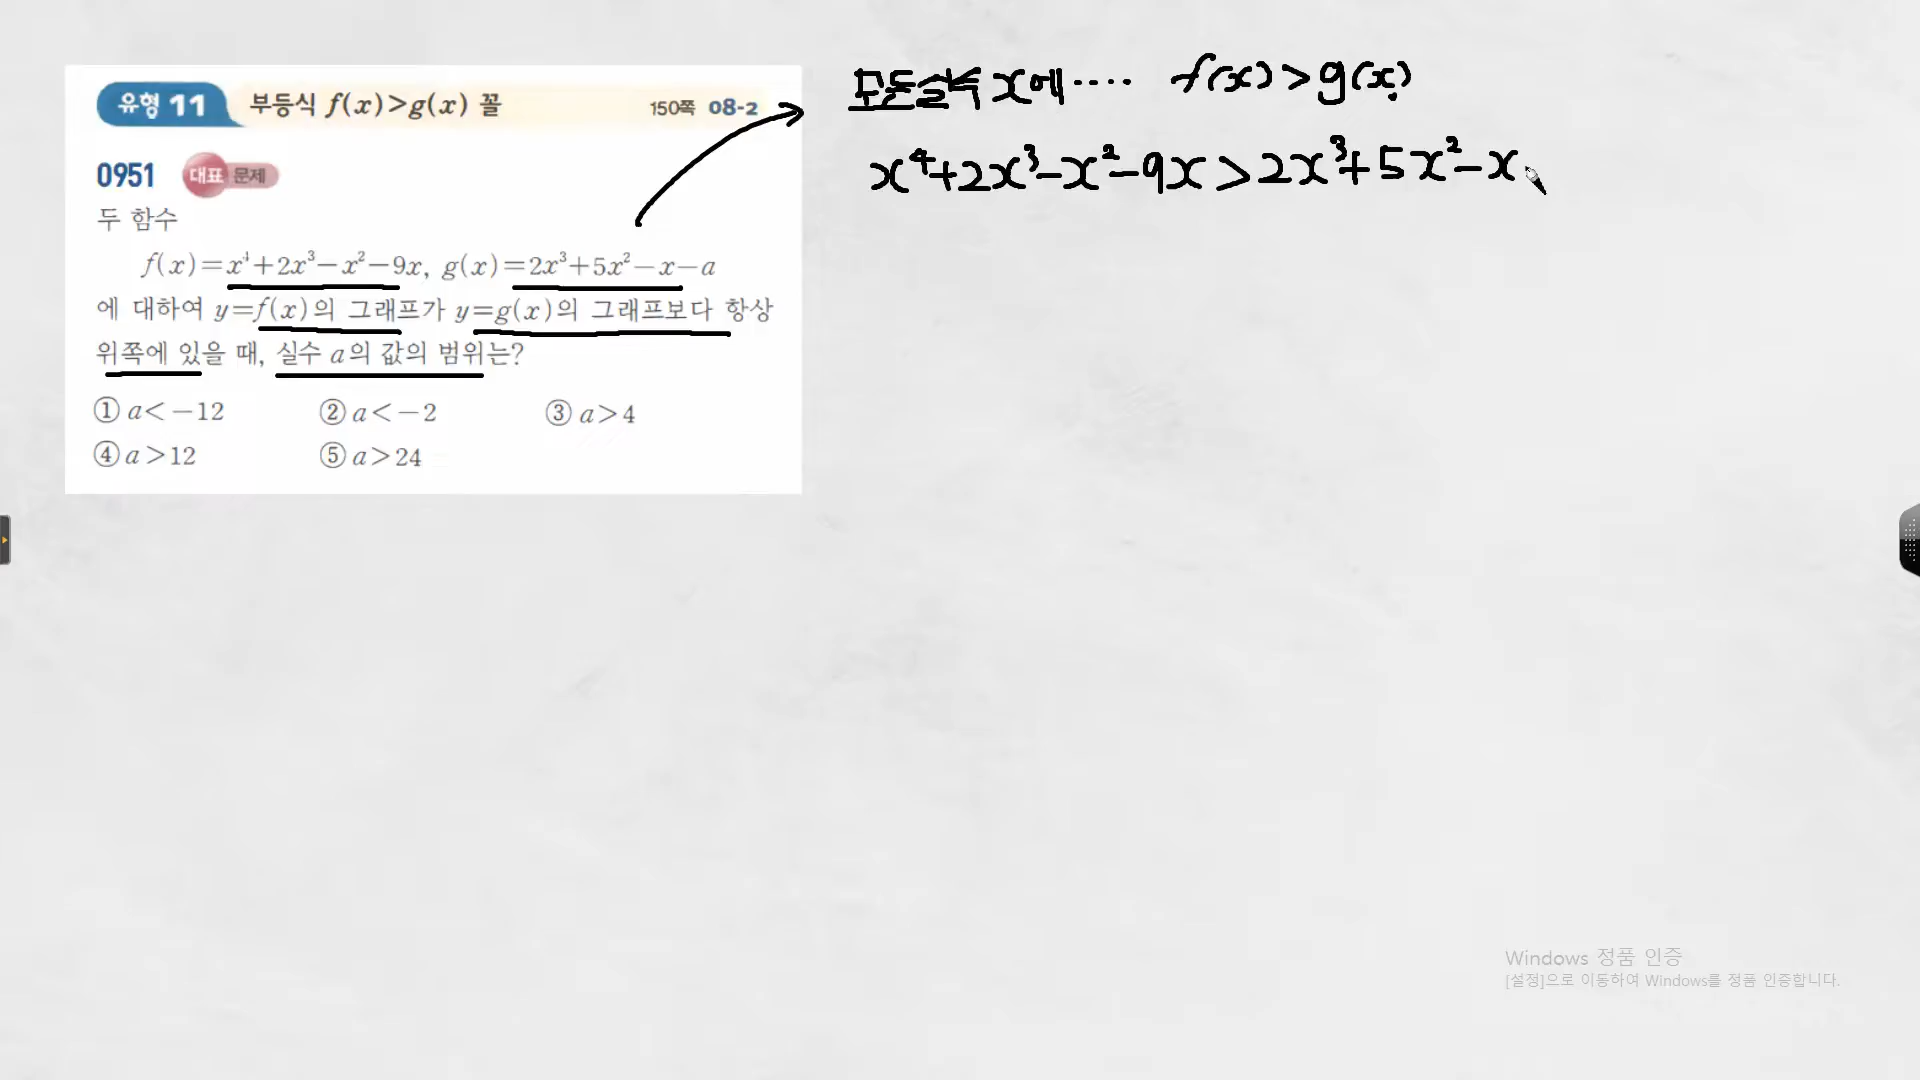 유형 11 부등식 f(x)>g(x) 꼴 150쪽 08-2
0951 대표 문제
두 함수
f(x)=x⁴+2x³−x²−9x, g(x)=2x³+5x²−x−a
에 대하여 y=f(x)의 그래프가 y=g(x)의 그래프보다 항상
위쪽에 있을 때, 실수 a의 값의 범위는?
① a<−12 ② a<−2 ③ a>4
④ a>12 ⑤ a>24
모든실수 x에···· f(x)>g(x)
x⁴+2x³−x²−9x>2x³+5x²−x
Windows 정품 인증
[설정]으로 이동하여 Windows를 정품 인증합니다.